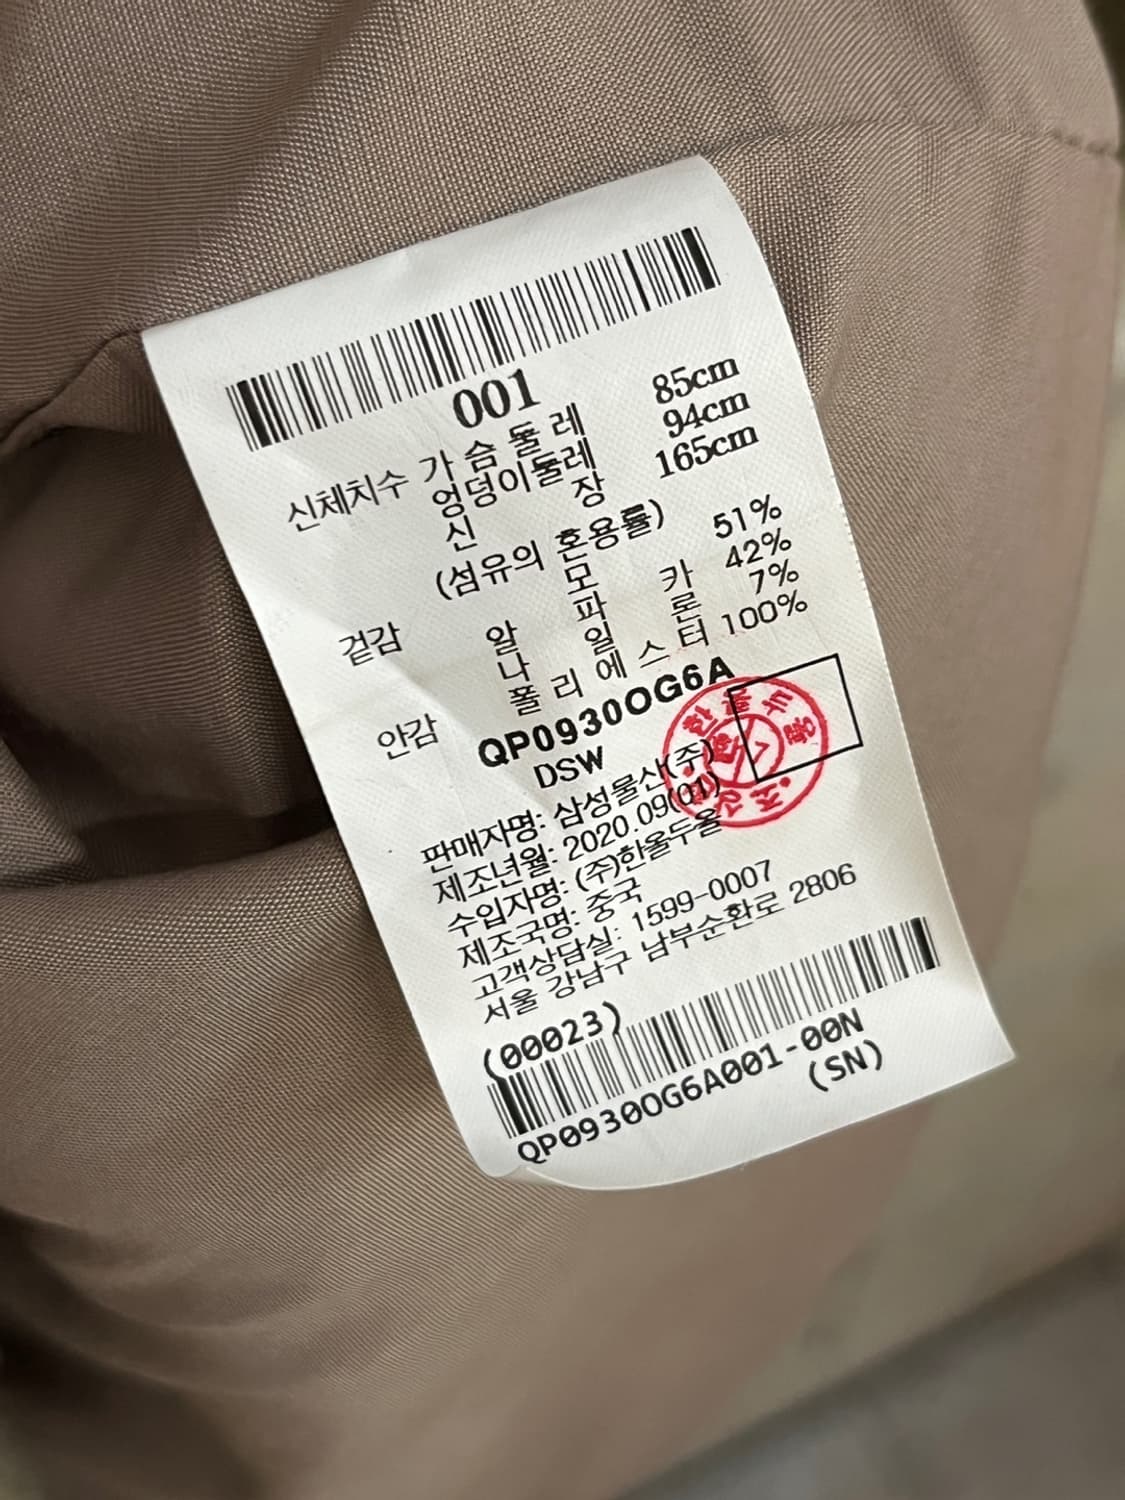 001
신체치수 가슴둘레 85cm
엉덩이둘레 94cm
신장 165cm
(섬유의 혼용률)
겉감 모 51%
알파카 42%
나일론 7%
안감 폴리에스터 100%
QP0930OG6A
DSW
판매자명: 삼성물산(주)
제조년월: 2020.09(01)
수입자명: (주)한올두올
제조국명: 중국
고객상담실: 1599-0007
서울 강남구 남부순환로 2806
(00023)
QP0930OG6A001-00N
(SN)